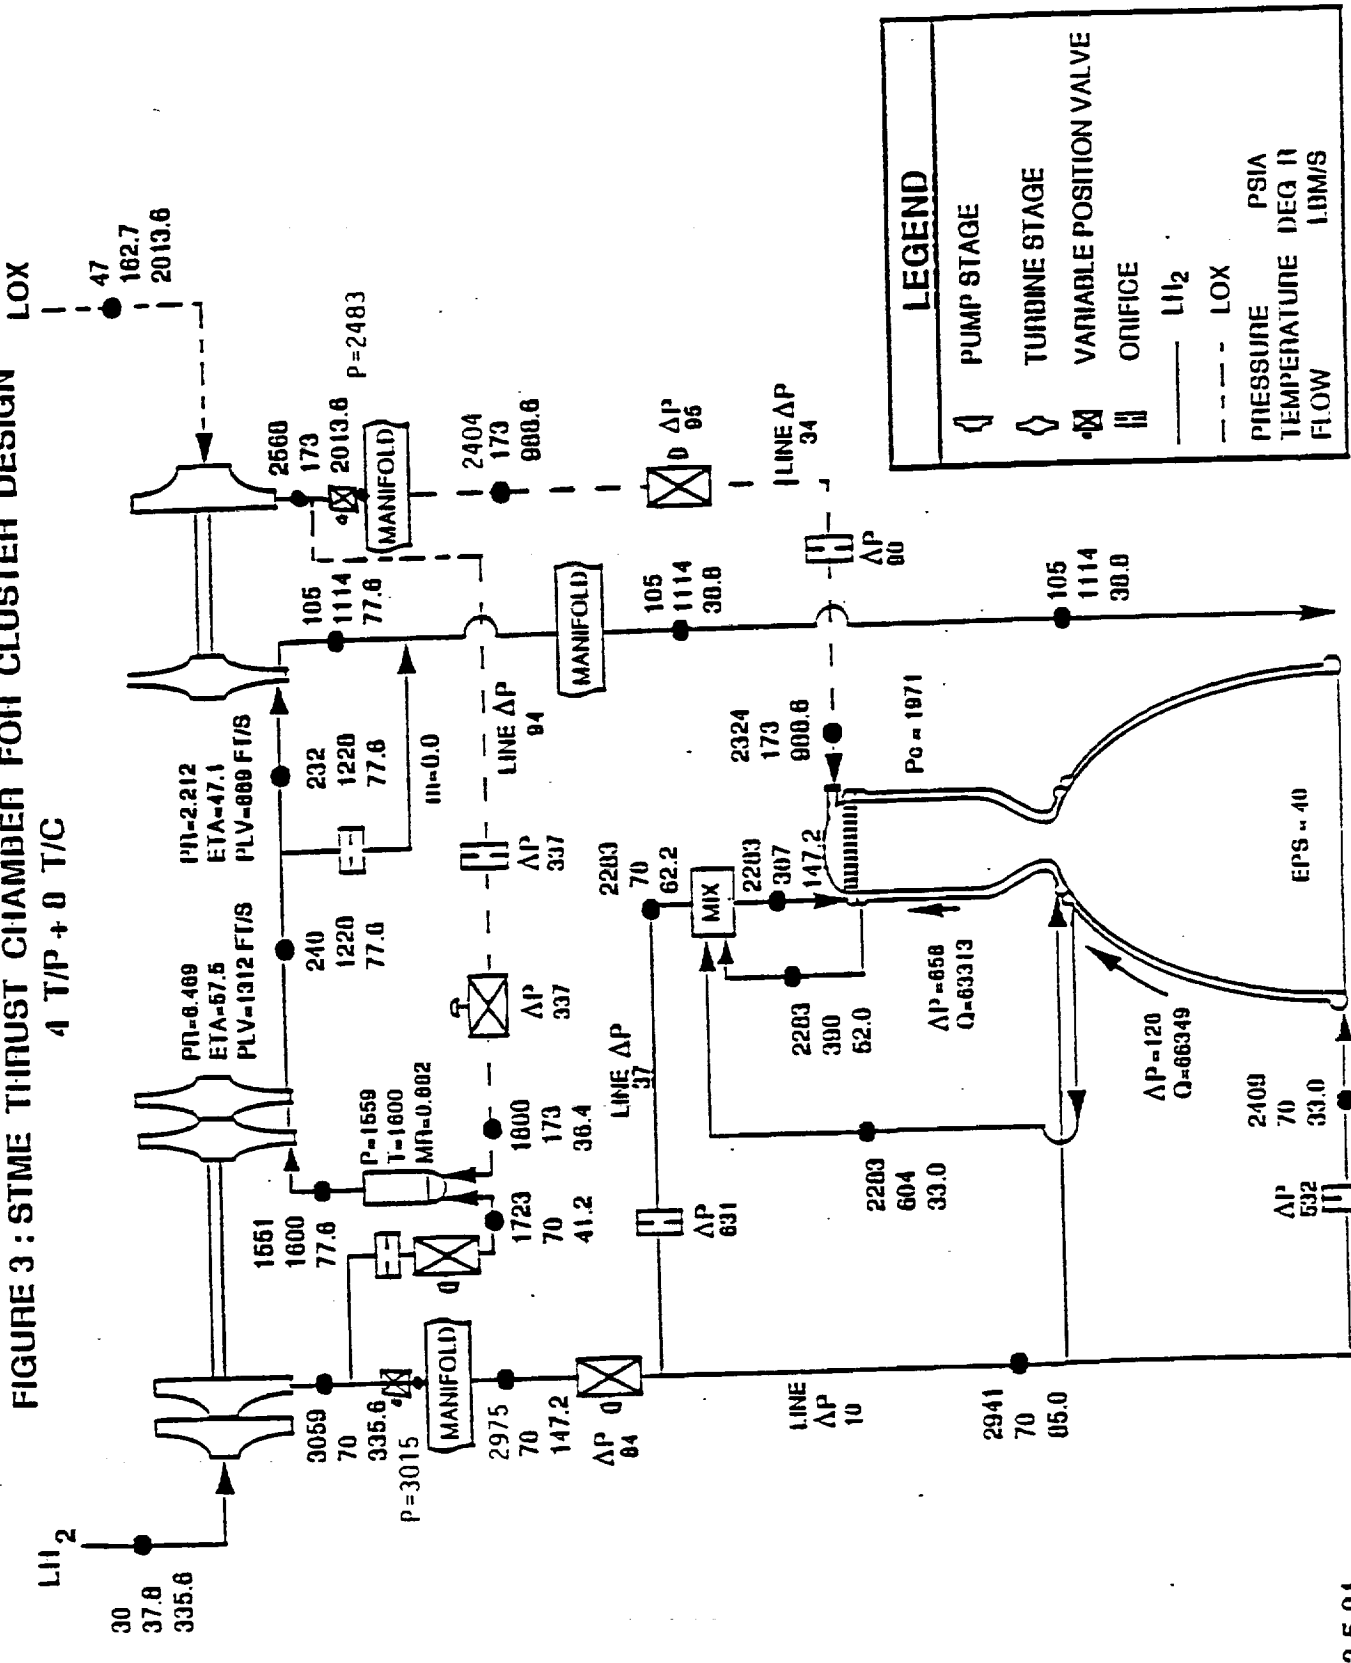 FIGURE 3 : STME THRUST CHAMBER FOR CLUSTER DESIGN
4 T/P + 8 T/C
LH2
30
37.8
335.6
3059
70
335.6
P=3015
MANIFOLD
2975
70
147.2
ΔP
84
LINE
ΔP
10
2941
70
85.0
1551
1600
77.6
P=1559
T=1600
MR=0.882
1723
70
41.2
1800
173
36.4
PR=6.469
ETA=57.5
PLV=1312 FT/S
240
1220
77.6
PR=2.212
ETA=47.1
PLV=889 FT/S
232
1220
77.6
m=0.0
ΔP
337
ΔP
337
LINE ΔP
94
LOX
47
162.7
2013.6
2568
173
2013.6
P=2483
MANIFOLD
2404
173
988.6
ΔP
95
LINE ΔP
34
ΔP
80
105
1114
77.6
MANIFOLD
105
1114
38.8
105
1114
38.8
2324
173
988.6
Pc = 1971
ΔP
631
LINE ΔP
37
2283
70
62.2
MIX
2283
307
147.2
2283
390
52.0
2283
604
33.0
ΔP=658
Q=63313
ΔP=126
Q=66349
EPS = 40
ΔP
532
2409
70
33.0
LEGEND
PUMP STAGE
TURBINE STAGE
VARIABLE POSITION VALVE
ORIFICE
LH2
LOX
PRESSURE PSIA
TEMPERATURE DEG R
FLOW LBM/S